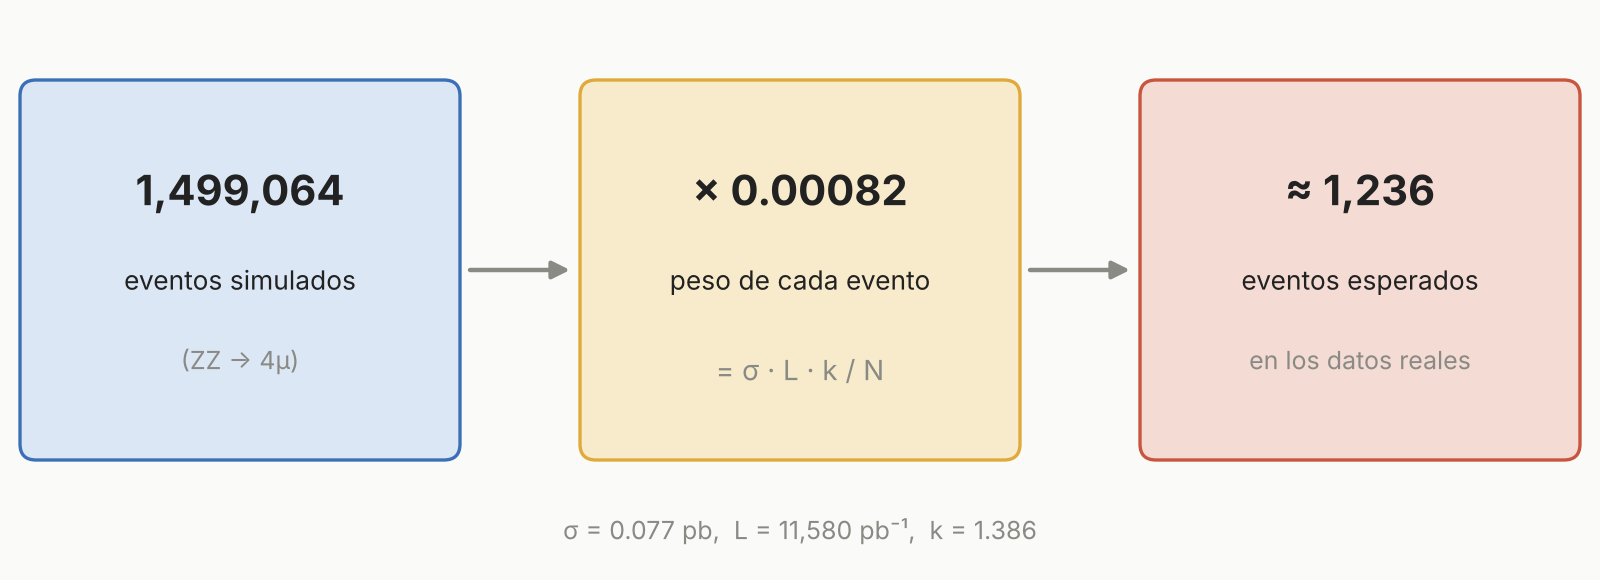 1,499,064
eventos simulados
(ZZ → 4μ)
× 0.00082
peso de cada evento
= σ · L · k / N
≈ 1,236
eventos esperados
en los datos reales
σ = 0.077 pb,  L = 11,580 pb⁻¹,  k = 1.386